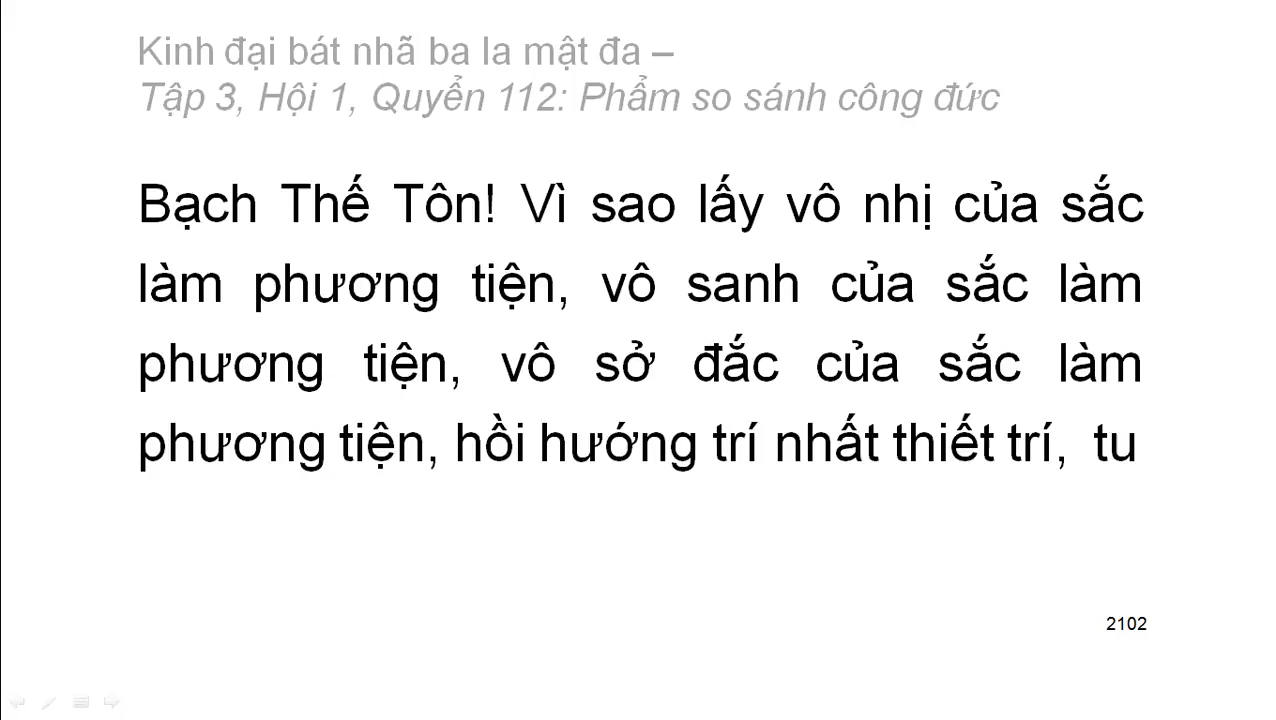 Kinh đại bát nhã ba la mật đa –
Tập 3, Hội 1, Quyển 112: Phẩm so sánh công đức
Bạch Thế Tôn! Vì sao lấy vô nhị của sắc
làm phương tiện, vô sanh của sắc làm
phương tiện, vô sở đắc của sắc làm
phương tiện, hồi hướng trí nhất thiết trí, tu
2102